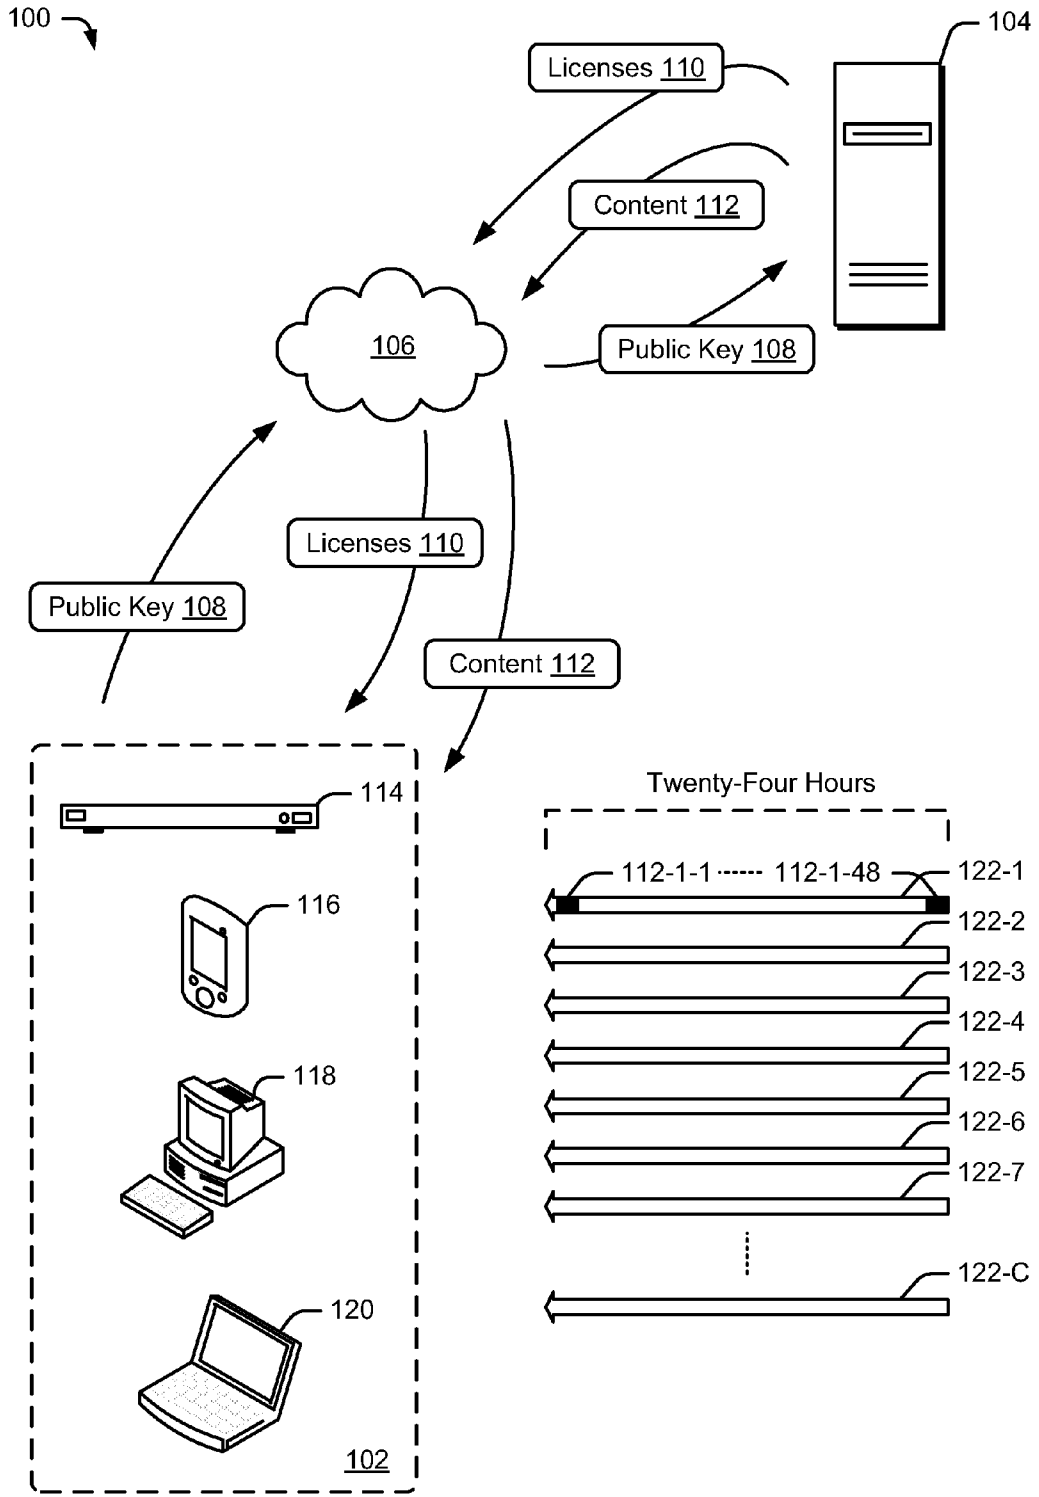 100
104
Licenses 110
Content 112
106
Public Key 108
Licenses 110
Public Key 108
Content 112
114
Twenty-Four Hours
112-1-1 ...... 112-1-48
122-1
116
122-2
122-3
122-4
118
122-5
122-6
122-7
122-C
120
102